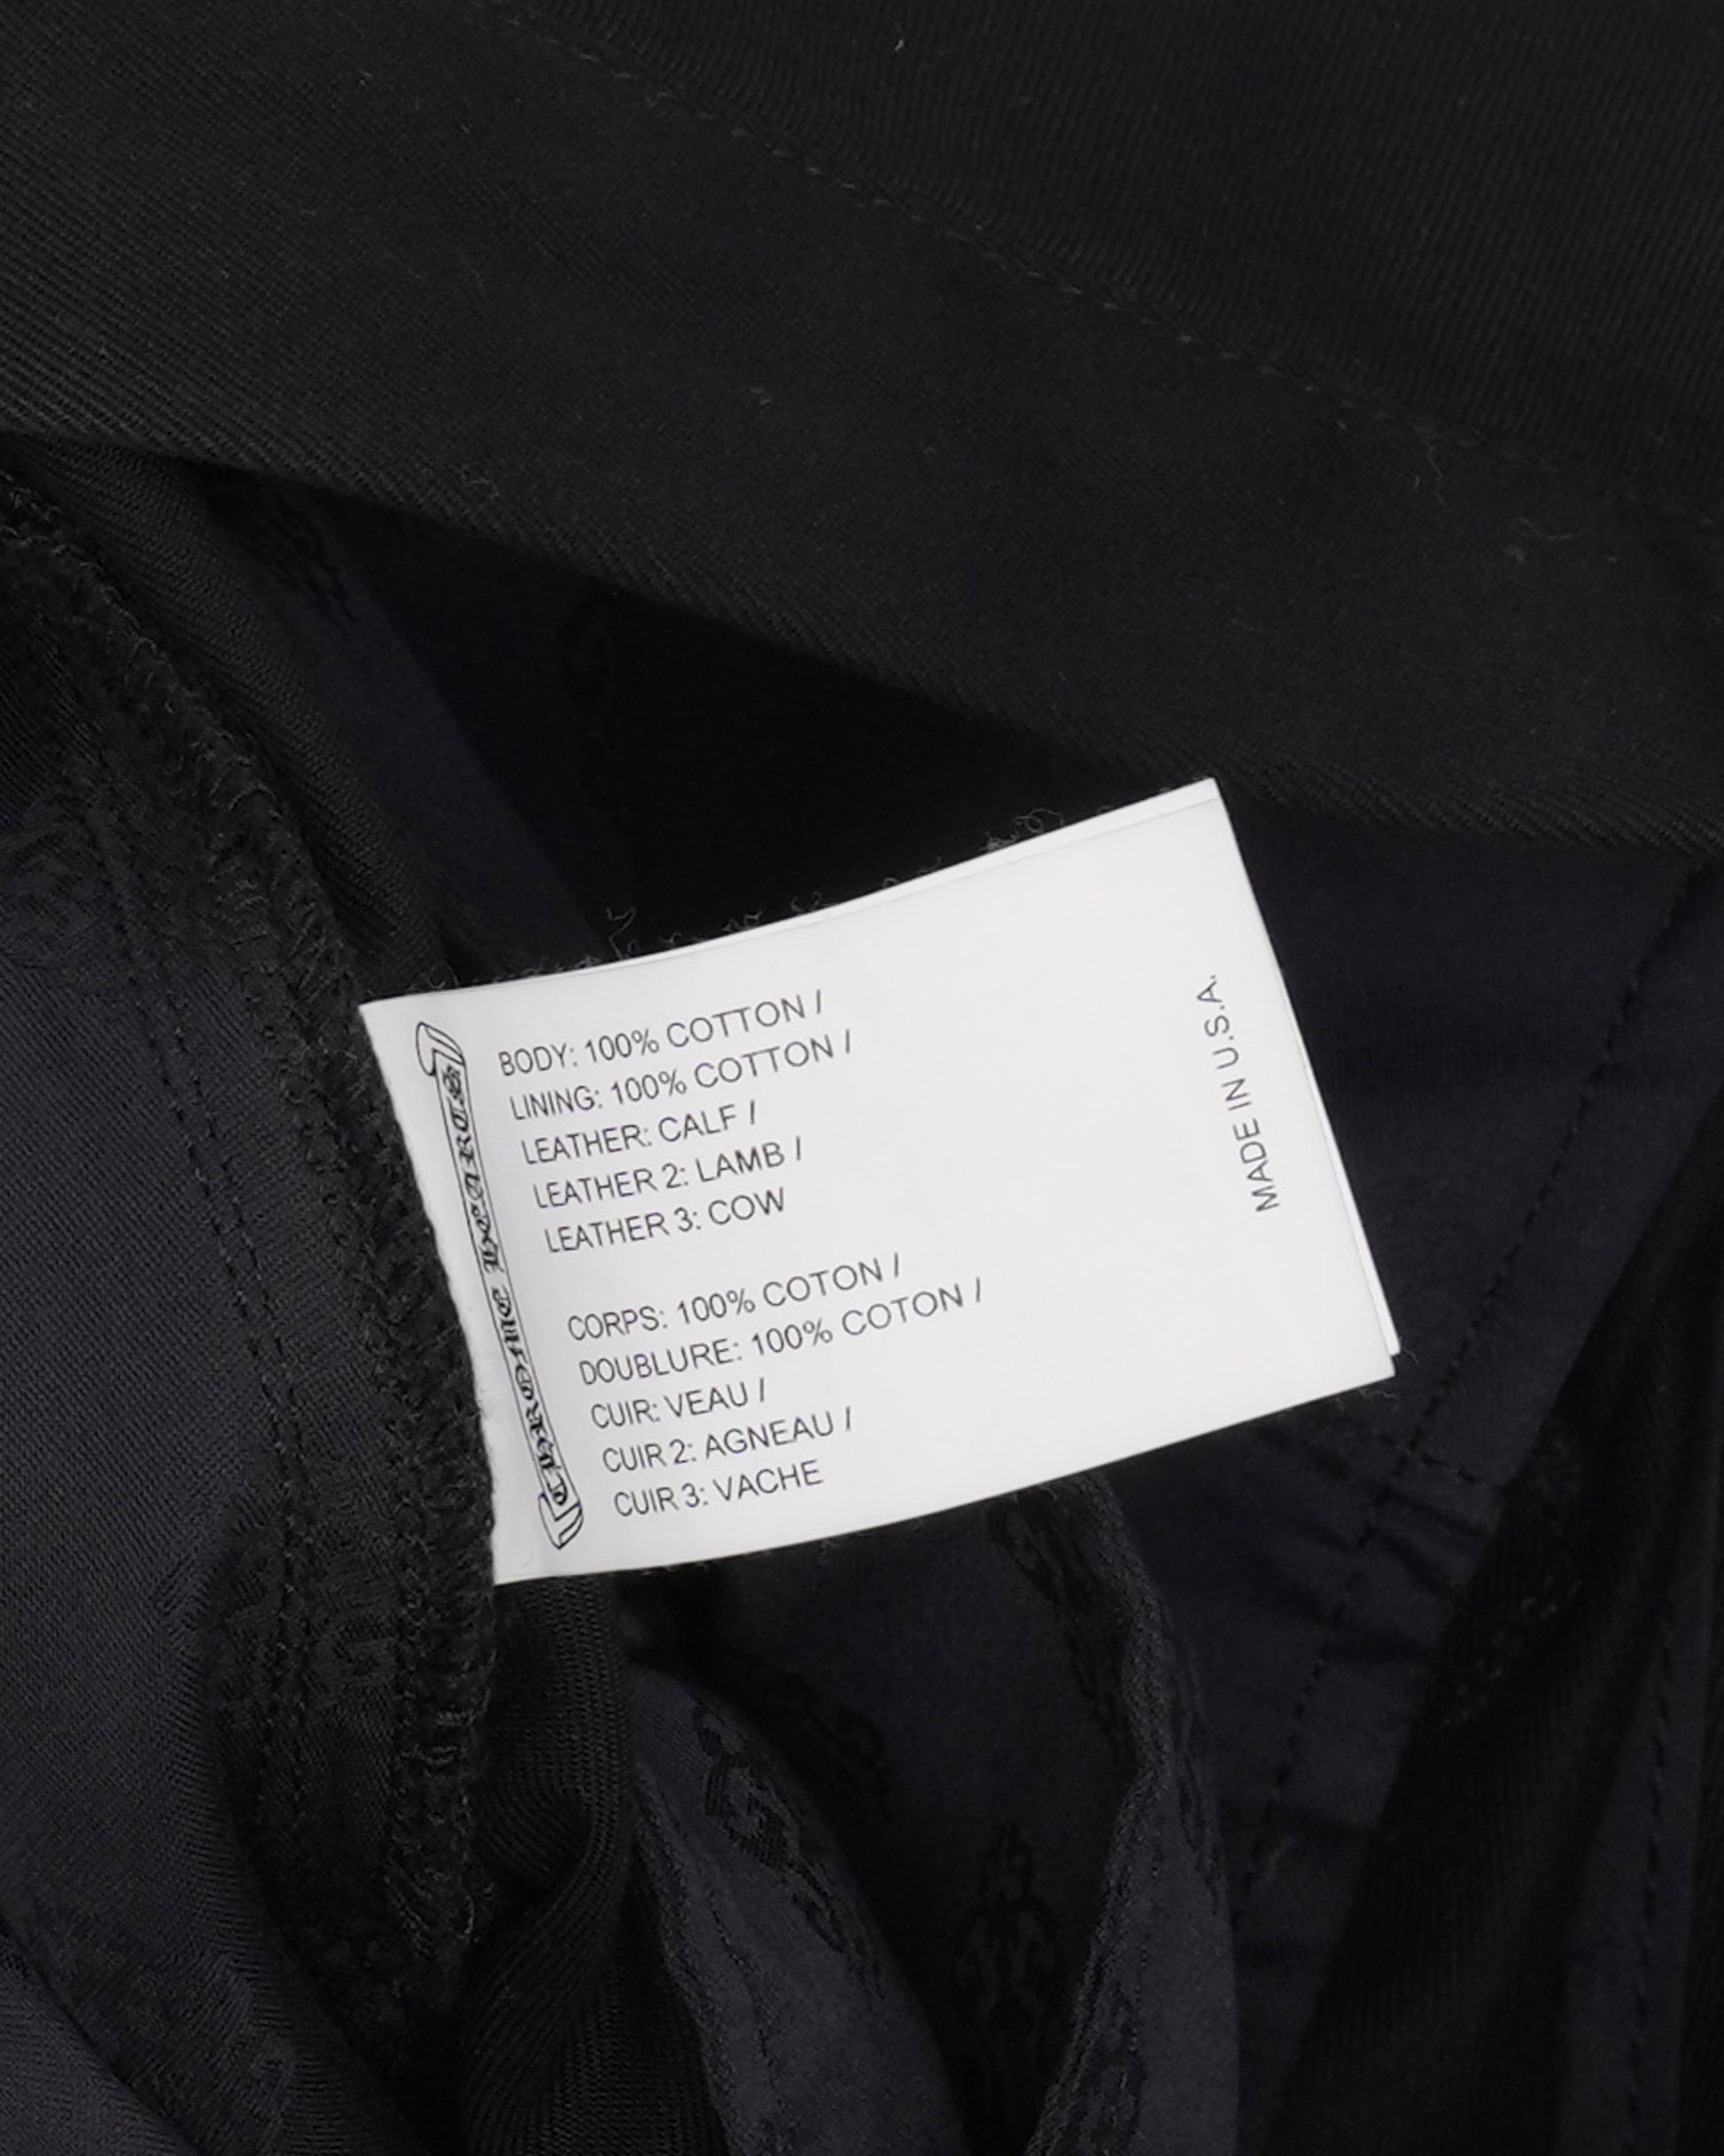 BODY: 100% COTTON /
LINING: 100% COTTON /
LEATHER: CALF /
LEATHER 2: LAMB /
LEATHER 3: COW
CORPS: 100% COTON /
DOUBLURE: 100% COTON /
CUIR: VEAU /
CUIR 2: AGNEAU /
CUIR 3: VACHE
MADE IN U.S.A.